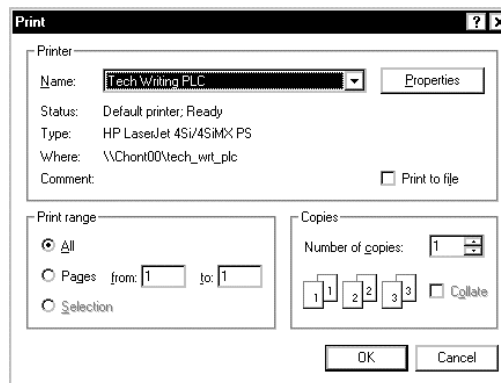 Print
Printer
Name: Tech Writing PLC Properties
Status: Default printer; Ready
Type: HP LaserJet 4Si/4SiMX PS
Where: \\Chont00\tech_wrt_plc
Comment: Print to file
Print range
All
Pages from: 1 to: 1
Selection
Copies
Number of copies: 1
1 1 2 2 3 3 Collate
OK Cancel